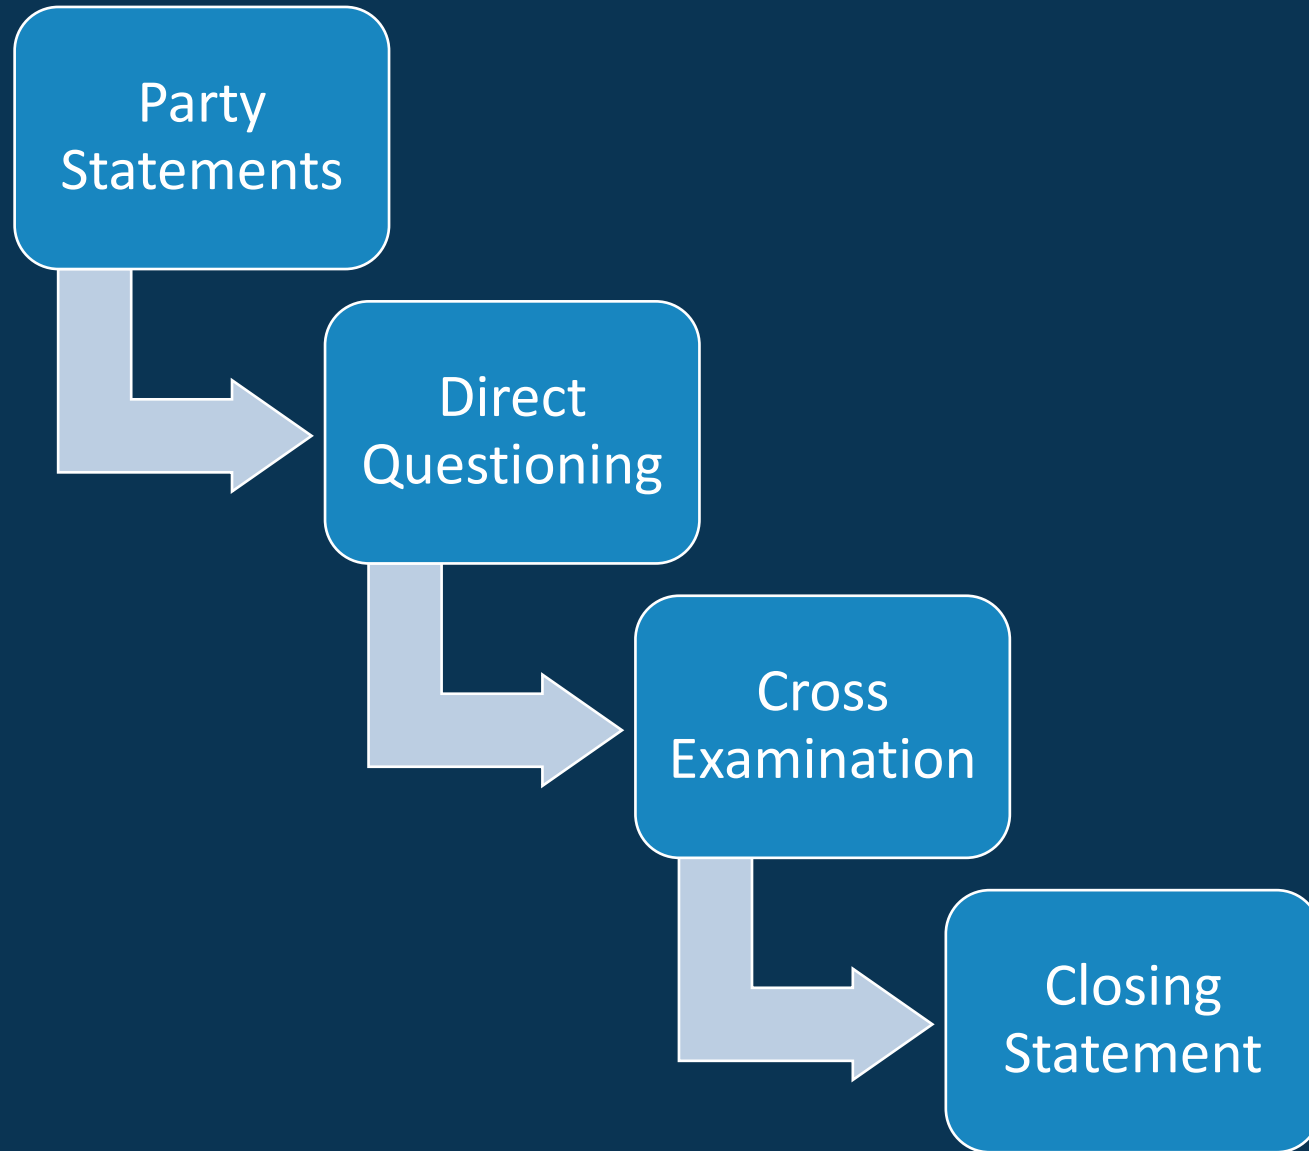 Party
Statements
Direct
Questioning
Cross
Examination
Closing
Statement